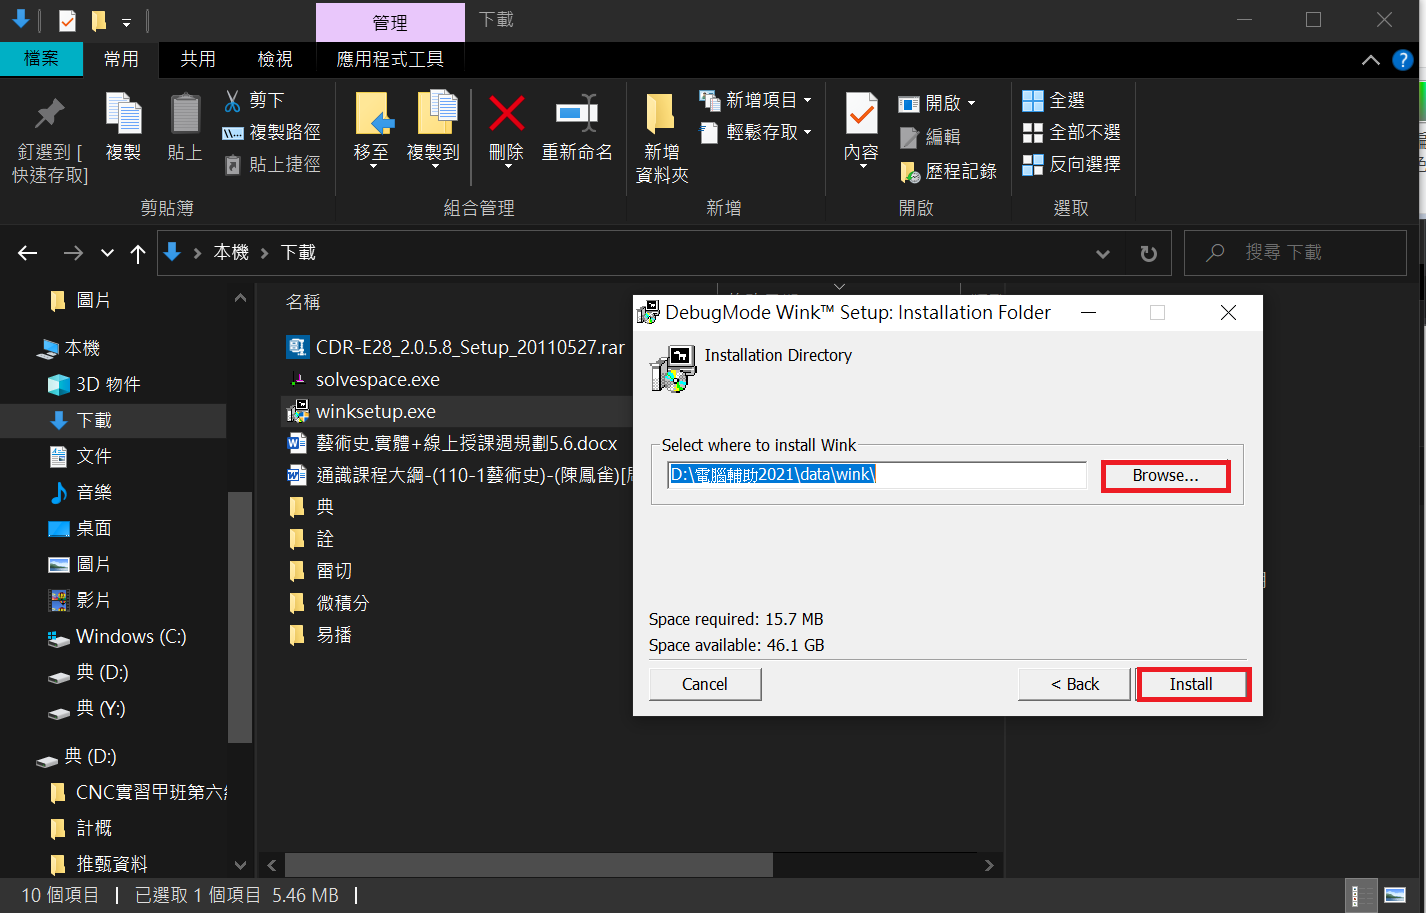 管理
下載
檔案
常用
共用
檢視
應用程式工具
釘選到 [
快速存取]
複製
貼上
剪下
複製路徑
貼上捷徑
剪貼簿
移至
複製到
刪除
重新命名
組合管理
新增
資料夾
新增項目
輕鬆存取
新增
內容
開啟
編輯
歷程記錄
開啟
全選
全部不選
反向選擇
選取
本機
下載
搜尋 下載
圖片
本機
3D 物件
下載
文件
音樂
桌面
圖片
影片
Windows (C:)
典 (D:)
典 (Y:)
典 (D:)
CNC實習甲班第六
計概
推甄資料
名稱
CDR-E28_2.0.5.8_Setup_20110527.rar
solvespace.exe
winksetup.exe
藝術史.實體+線上授課週規劃5.6.docx
通識課程大綱-(110-1藝術史)-(陳鳳雀)[
典
詮
雷切
微積分
易播
DebugMode Wink™ Setup: Installation Folder
Installation Directory
Select where to install Wink
D:\電腦輔助2021\data\wink\
Browse...
Space required: 15.7 MB
Space available: 46.1 GB
Cancel
< Back
Install
10 個項目
已選取 1 個項目 5.46 MB